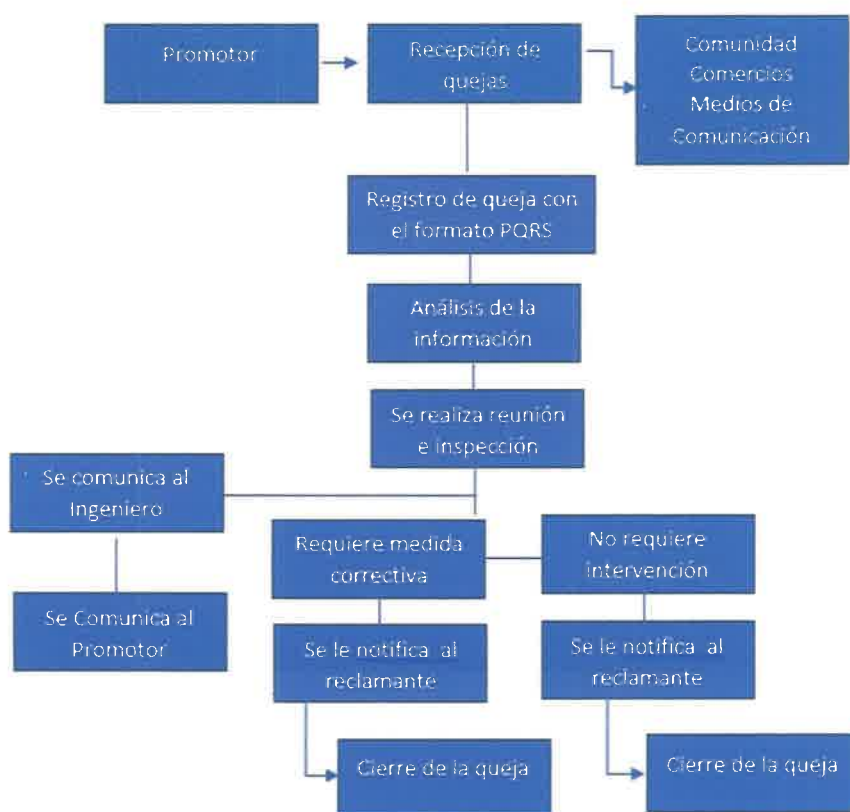 Promotor
Recepción de
quejas
Comunidad
Comercios
Medios de
Comunicación
Registro de queja con
el formato PQRS
Análisis de la
información
Se realiza reunión
e inspección
Se comunica al
Ingeniero
Requiere medida
correctiva
No requiere
intervención
Se Comunica al
Promotor
Se le notifica al
reclamante
Se le notifica al
reclamante
Cierre de la queja
Cierre de la queja